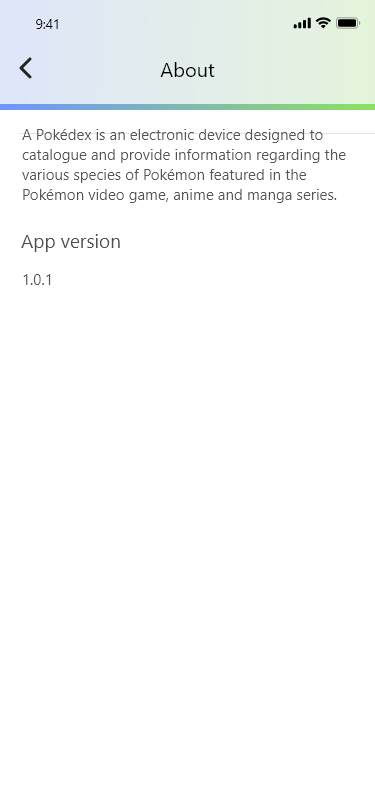 9:41
About
A Pokédex is an electronic device designed to
catalogue and provide information regarding the
various species of Pokémon featured in the
Pokémon video game, anime and manga series.
App version
1.0.1